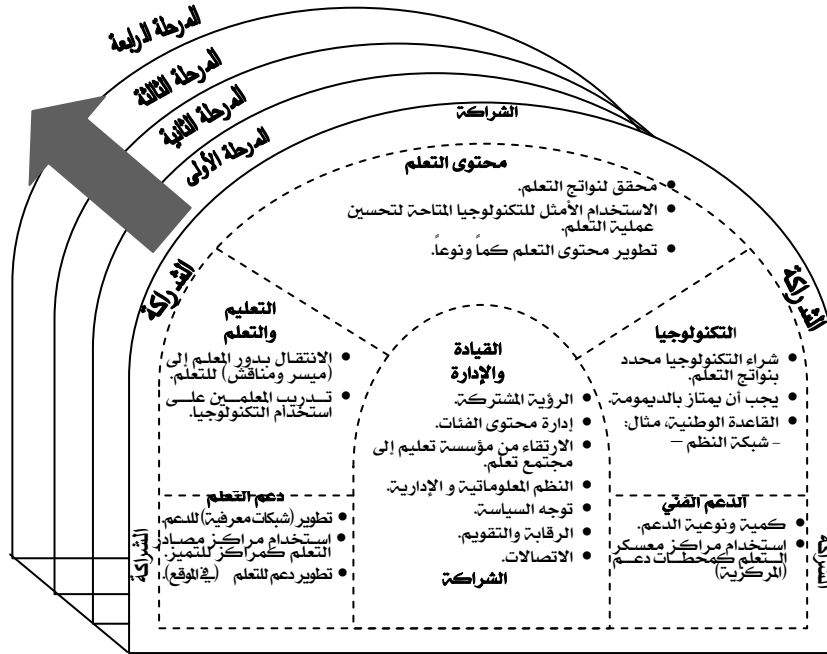 المرحلة الرابعة
المرحلة الثالثة
المرحلة الثانية
المرحلة الأولى
الشراكة
محتوى التعلم
• محقق لنواتج التعلم.
• الاستخدام الأمثل للتكنولوجيا المتاحة لتحسين
عملية التعلم.
• تطوير محتوى التعلم كماً ونوعاً.
الشراكة
الشراكة
التكنولوجيا
• شراء التكنولوجيا محدد
بنواتج التعلم.
• يجب أن يمتاز بالديمومة.
• القاعدة الوطنية، مثال:
– شبكة النظم –
القيادة
والإدارة
• الرؤية المشتركة.
• إدارة محتوى الفئات.
• الارتقاء من مؤسسة تعليم إلى
مجتمع تعلم.
• النظم المعلوماتية و الإدارية.
• توجه السياسة.
• الرقابة والتقويم.
• الاتصالات.
الشراكة
التعليم
والتعلم
• الانتقال بدور المعلم إلى
(ميسر ومناقش) للتعلم.
• تدريب المعلمين على
استخدام التكنولوجيا.
الدعم الفني
• كمية ونوعية الدعم.
• استخدام مراكز معسكر
التعلم كمحطات دعم
(المركزية)
الشراكة
دعم التعلم
• تطوير (شبكات معرفية) للدعم.
• استخدام مراكز مصادر
التعلم كمراكز للتميز.
• تطوير دعم للتعلم (في الموقع).
الشراكة